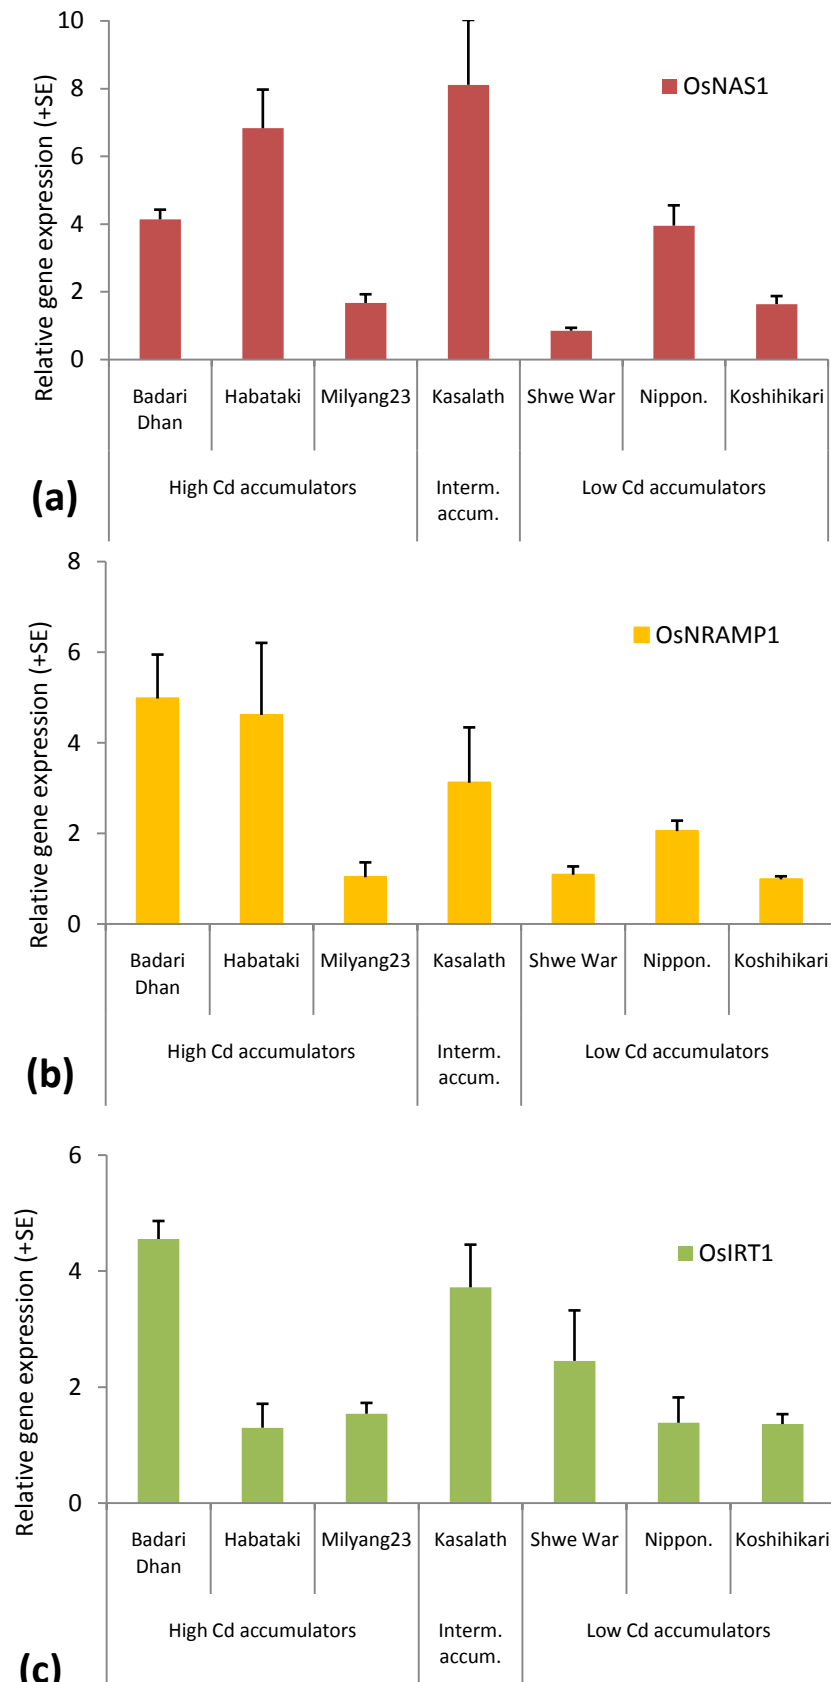 Relative gene expression (+SE)
10
8
6
4
2
0
OsNAS1
Badari Dhan
Habataki
Milyang23
Kasalath
Shwe War
Nippon.
Koshihikari
High Cd accumulators
Interm. accum.
Low Cd accumulators
(a)
Relative gene expression (+SE)
8
6
4
2
0
OsNRAMP1
Badari Dhan
Habataki
Milyang23
Kasalath
Shwe War
Nippon.
Koshihikari
High Cd accumulators
Interm. accum.
Low Cd accumulators
(b)
Relative gene expression (+SE)
6
4
2
0
OsIRT1
Badari Dhan
Habataki
Milyang23
Kasalath
Shwe War
Nippon.
Koshihikari
High Cd accumulators
Interm. accum.
Low Cd accumulators
(c)